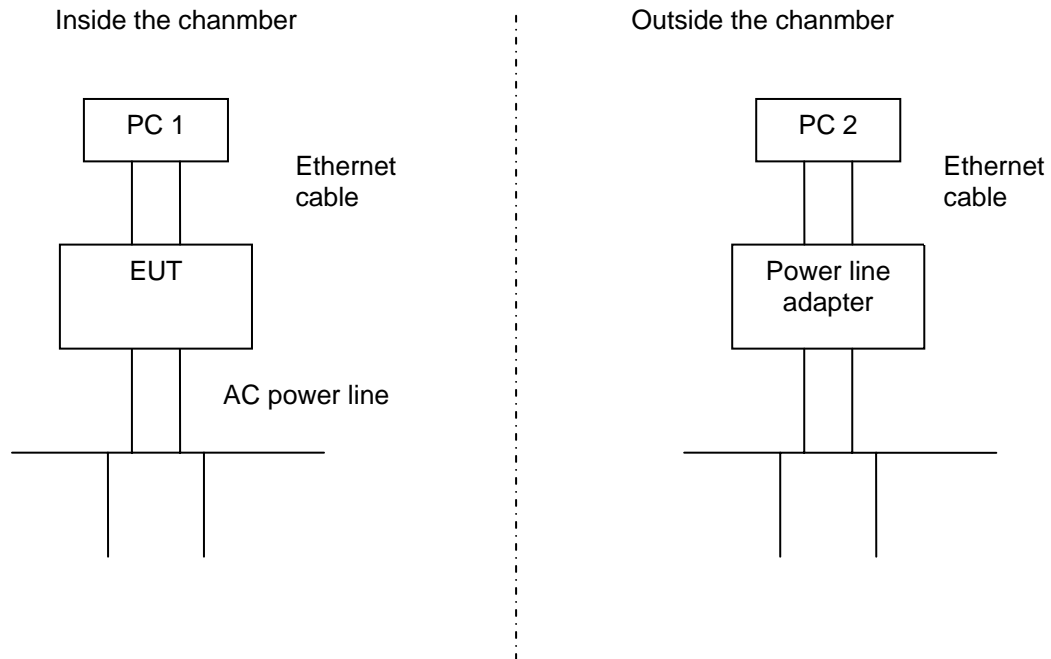 Inside the chanmber
Outside the chanmber
PC 1
PC 2
Ethernet
cable
Ethernet
cable
EUT
Power line
adapter
AC power line